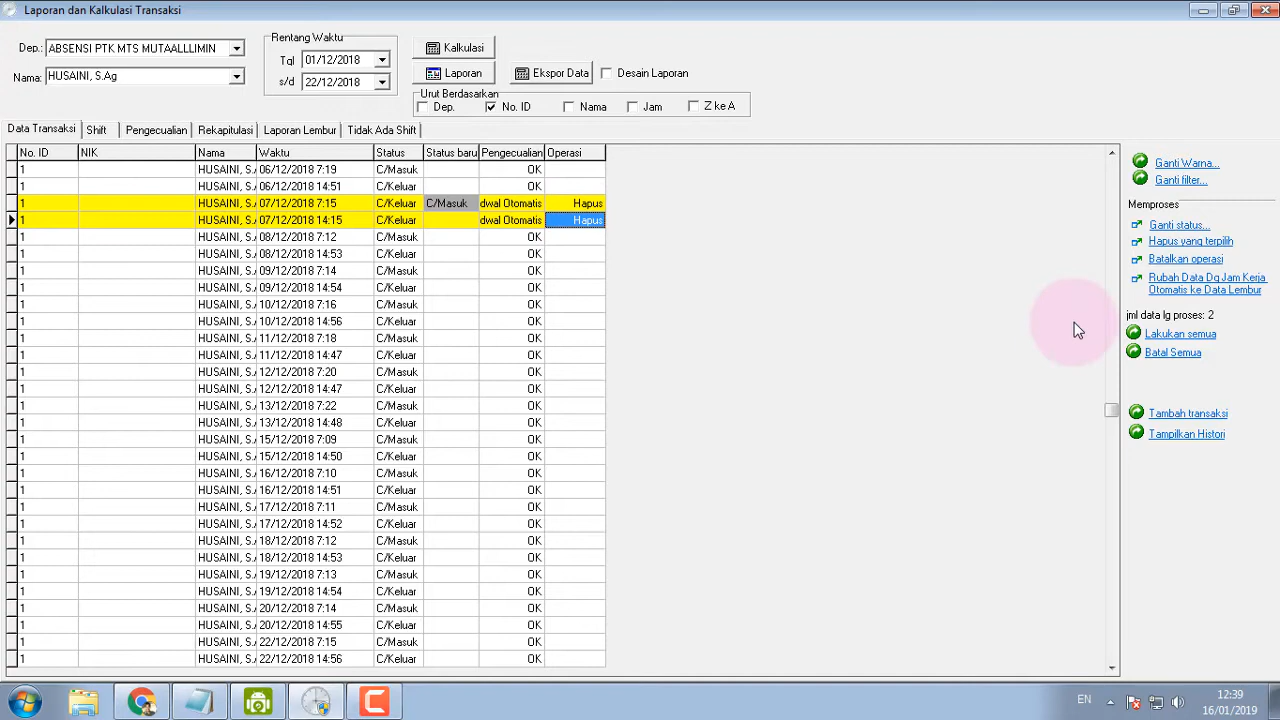 Laporan dan Kalkulasi Transaksi
Dep.: ABSENSI PTK MTS MUTAALLLIMIN
Nama: HUSAINI, S.Ag
Rentang Waktu
Tgl 01/12/2018
s/d 22/12/2018
Kalkulasi
Laporan Ekspor Data Desain Laporan
Urut Berdasarkan
Dep. No. ID Nama Jam Z ke A
Data Transaksi Shift Pengecualian Rekapitulasi Laporan Lembur Tidak Ada Shift
No. ID NIK Nama Waktu Status Status baru Pengecualian Operasi
1 HUSAINI, S.A 06/12/2018 7:19 C/Masuk OK
1 HUSAINI, S.A 06/12/2018 14:51 C/Keluar OK
1 HUSAINI, S.A 07/12/2018 7:15 C/Keluar C/Masuk dwal Otomatis Hapus
1 HUSAINI, S.A 07/12/2018 14:15 C/Keluar dwal Otomatis Hapus
1 HUSAINI, S.A 08/12/2018 7:12 C/Masuk OK
1 HUSAINI, S.A 08/12/2018 14:53 C/Keluar OK
1 HUSAINI, S.A 09/12/2018 7:14 C/Masuk OK
1 HUSAINI, S.A 09/12/2018 14:54 C/Keluar OK
1 HUSAINI, S.A 10/12/2018 7:16 C/Masuk OK
1 HUSAINI, S.A 10/12/2018 14:56 C/Keluar OK
1 HUSAINI, S.A 11/12/2018 7:18 C/Masuk OK
1 HUSAINI, S.A 11/12/2018 14:47 C/Keluar OK
1 HUSAINI, S.A 12/12/2018 7:20 C/Masuk OK
1 HUSAINI, S.A 12/12/2018 14:47 C/Keluar OK
1 HUSAINI, S.A 13/12/2018 7:22 C/Masuk OK
1 HUSAINI, S.A 13/12/2018 14:48 C/Keluar OK
1 HUSAINI, S.A 15/12/2018 7:09 C/Masuk OK
1 HUSAINI, S.A 15/12/2018 14:50 C/Keluar OK
1 HUSAINI, S.A 16/12/2018 7:10 C/Masuk OK
1 HUSAINI, S.A 16/12/2018 14:51 C/Keluar OK
1 HUSAINI, S.A 17/12/2018 7:11 C/Masuk OK
1 HUSAINI, S.A 17/12/2018 14:52 C/Keluar OK
1 HUSAINI, S.A 18/12/2018 7:12 C/Masuk OK
1 HUSAINI, S.A 18/12/2018 14:53 C/Keluar OK
1 HUSAINI, S.A 19/12/2018 7:13 C/Masuk OK
1 HUSAINI, S.A 19/12/2018 14:54 C/Keluar OK
1 HUSAINI, S.A 20/12/2018 7:14 C/Masuk OK
1 HUSAINI, S.A 20/12/2018 14:55 C/Keluar OK
1 HUSAINI, S.A 22/12/2018 7:15 C/Masuk OK
1 HUSAINI, S.A 22/12/2018 14:56 C/Keluar OK
Ganti Warna...
Ganti filter...
Memproses
Ganti status...
Hapus yang terpilih
Batalkan operasi
Rubah Data Dg Jam Kerja
Otomatis ke Data Lembur
jml data lg proses: 2
Lakukan semua
Batal Semua
Tambah transaksi
Tampilkan Histori
EN
12:39
16/01/2019